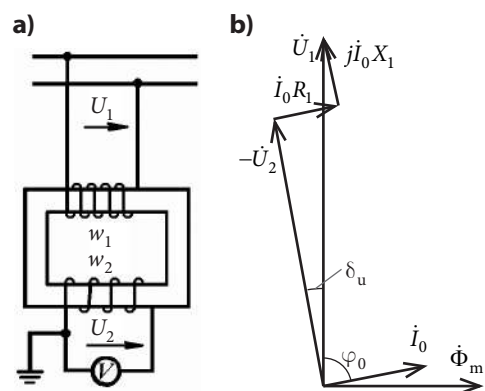 a)
U₁
w₁
w₂
U₂
V
b)
U̇₁
jİ₀X₁
İ₀R₁
−U̇₂
δᵤ
φ₀
İ₀
Φ̇ₘ